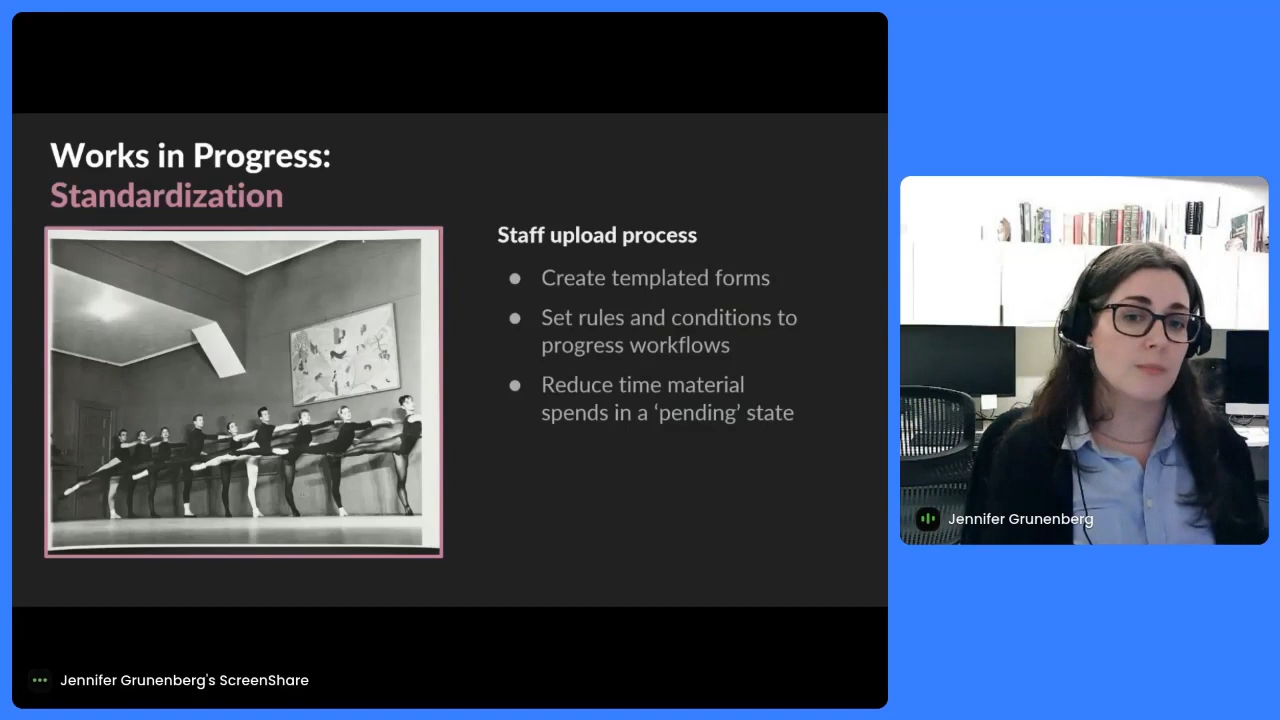 Works in Progress:
Standardization
Staff upload process
● Create templated forms
● Set rules and conditions to
progress workflows
● Reduce time material
spends in a ‘pending’ state
Jennifer Grunenberg
Jennifer Grunenberg's ScreenShare